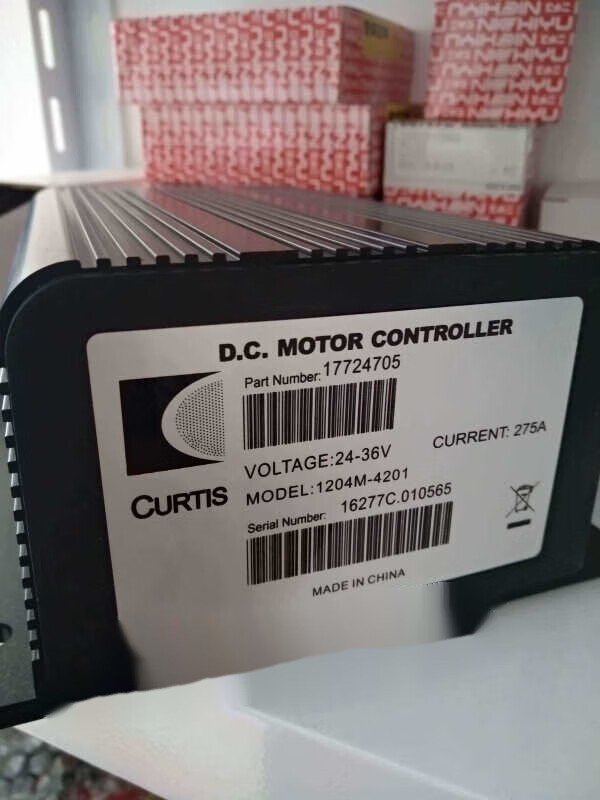 D.C. MOTOR CONTROLLER
Part Number: 17724705
VOLTAGE:24-36V
CURRENT: 275A
CURTIS
MODEL:1204M-4201
Serial Number: 16277C.010565
MADE IN CHINA